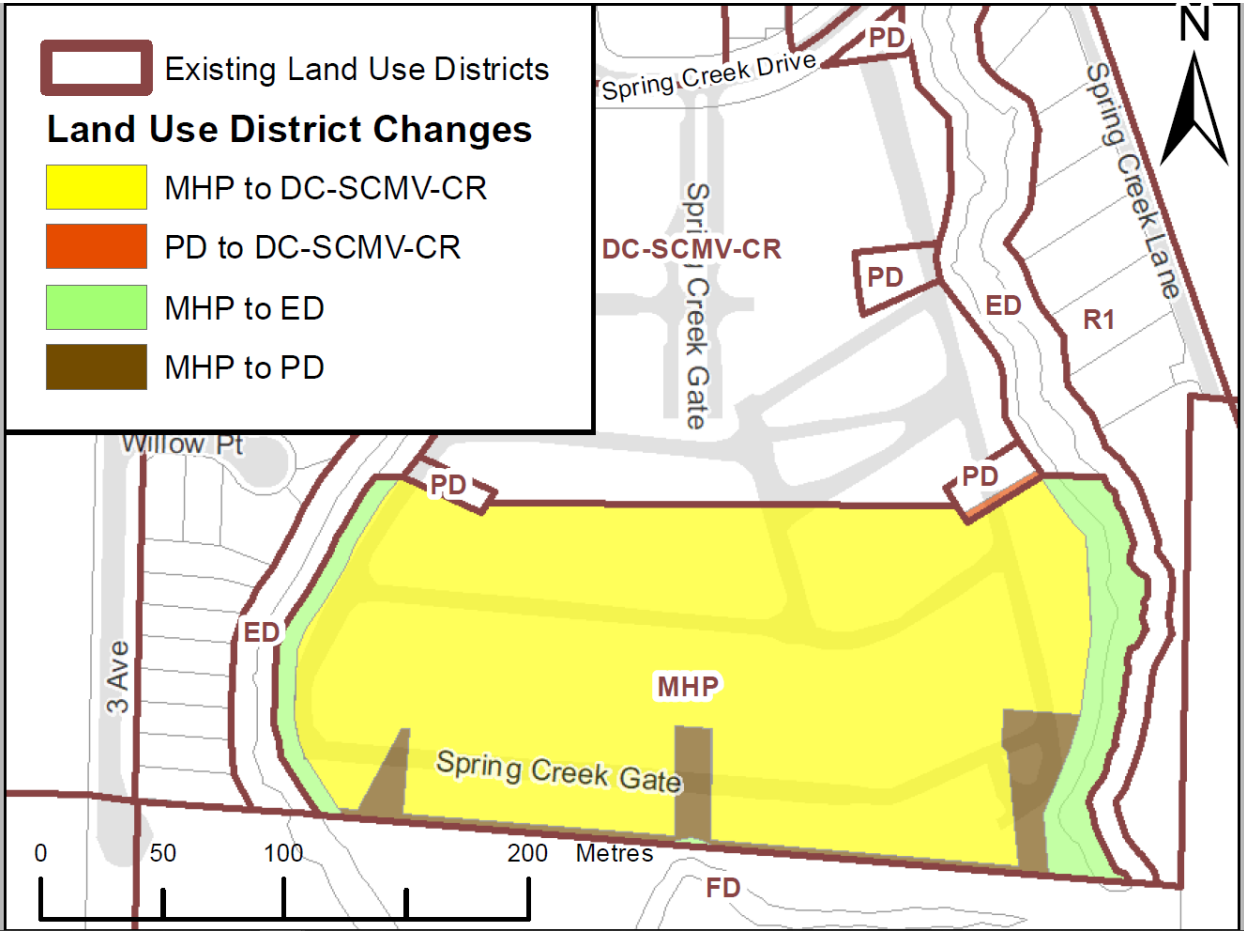 Existing Land Use Districts
Land Use District Changes
MHP to DC-SCMV-CR
PD to DC-SCMV-CR
MHP to ED
MHP to PD
N
PD
Spring Creek Drive
Spring Creek Lane
Spring Creek Gate
DC-SCMV-CR
PD
ED
R1
Willow Pt
PD
PD
ED
3 Ave
MHP
Spring Creek Gate
0 50 100 200 Metres
FD